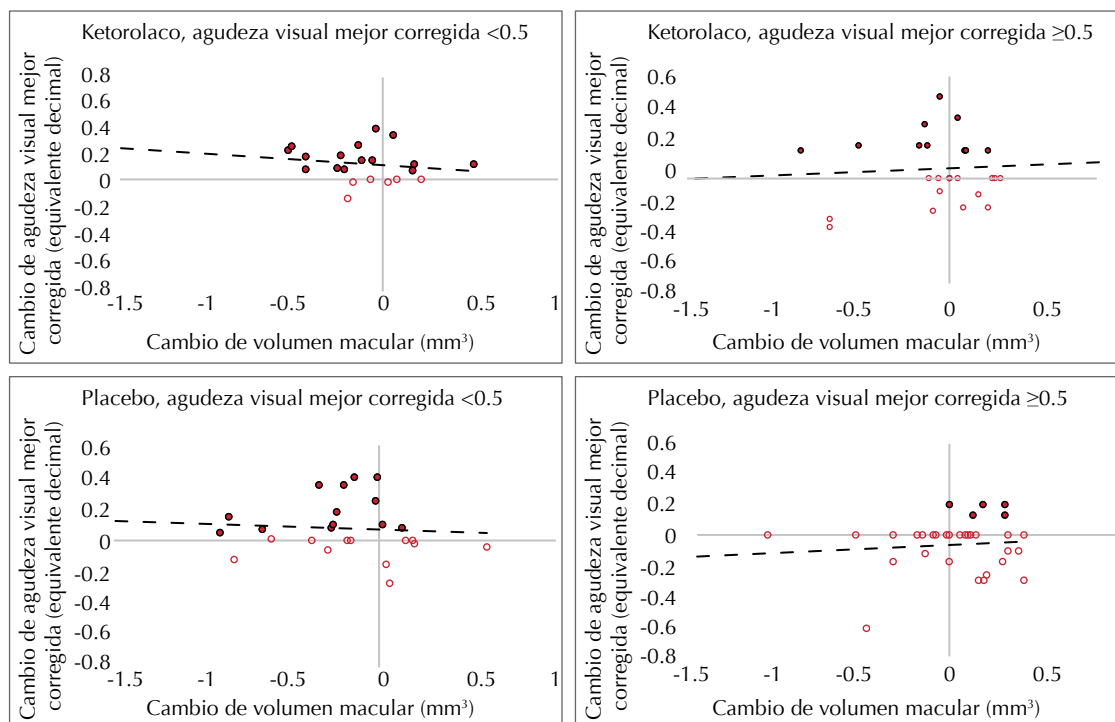 Ketorolaco, agudeza visual mejor corregida <0.5
Cambio de agudeza visual mejor
corregida (equivalente decimal)
0.8
0.6
0.4
0.2
0
-0.2
-0.4
-0.6
-0.8
-1.5 -1 -0.5 0 0.5 1
Cambio de volumen macular (mm³)
Ketorolaco, agudeza visual mejor corregida ≥0.5
Cambio de agudeza visual mejor
corregida (equivalente decimal)
0.6
0.4
0.2
0
-0.2
-0.4
-0.6
-0.8
-1.5 -1 -0.5 0 0.5
Cambio de volumen macular (mm³)
Placebo, agudeza visual mejor corregida <0.5
Cambio de agudeza visual mejor
corregida (equivalente decimal)
0.6
0.4
0.2
0
-0.2
-0.4
-0.6
-0.8
-1.5 -1 -0.5 0 0.5 1
Cambio de volumen macular (mm³)
Placebo, agudeza visual mejor corregida ≥0.5
Cambio de agudeza visual mejor
corregida (equivalente decimal)
0.6
0.4
0.2
0
-0.2
-0.4
-0.6
-0.8
-1.5 -1 -0.5 0 0.5
Cambio de volumen macular (mm³)